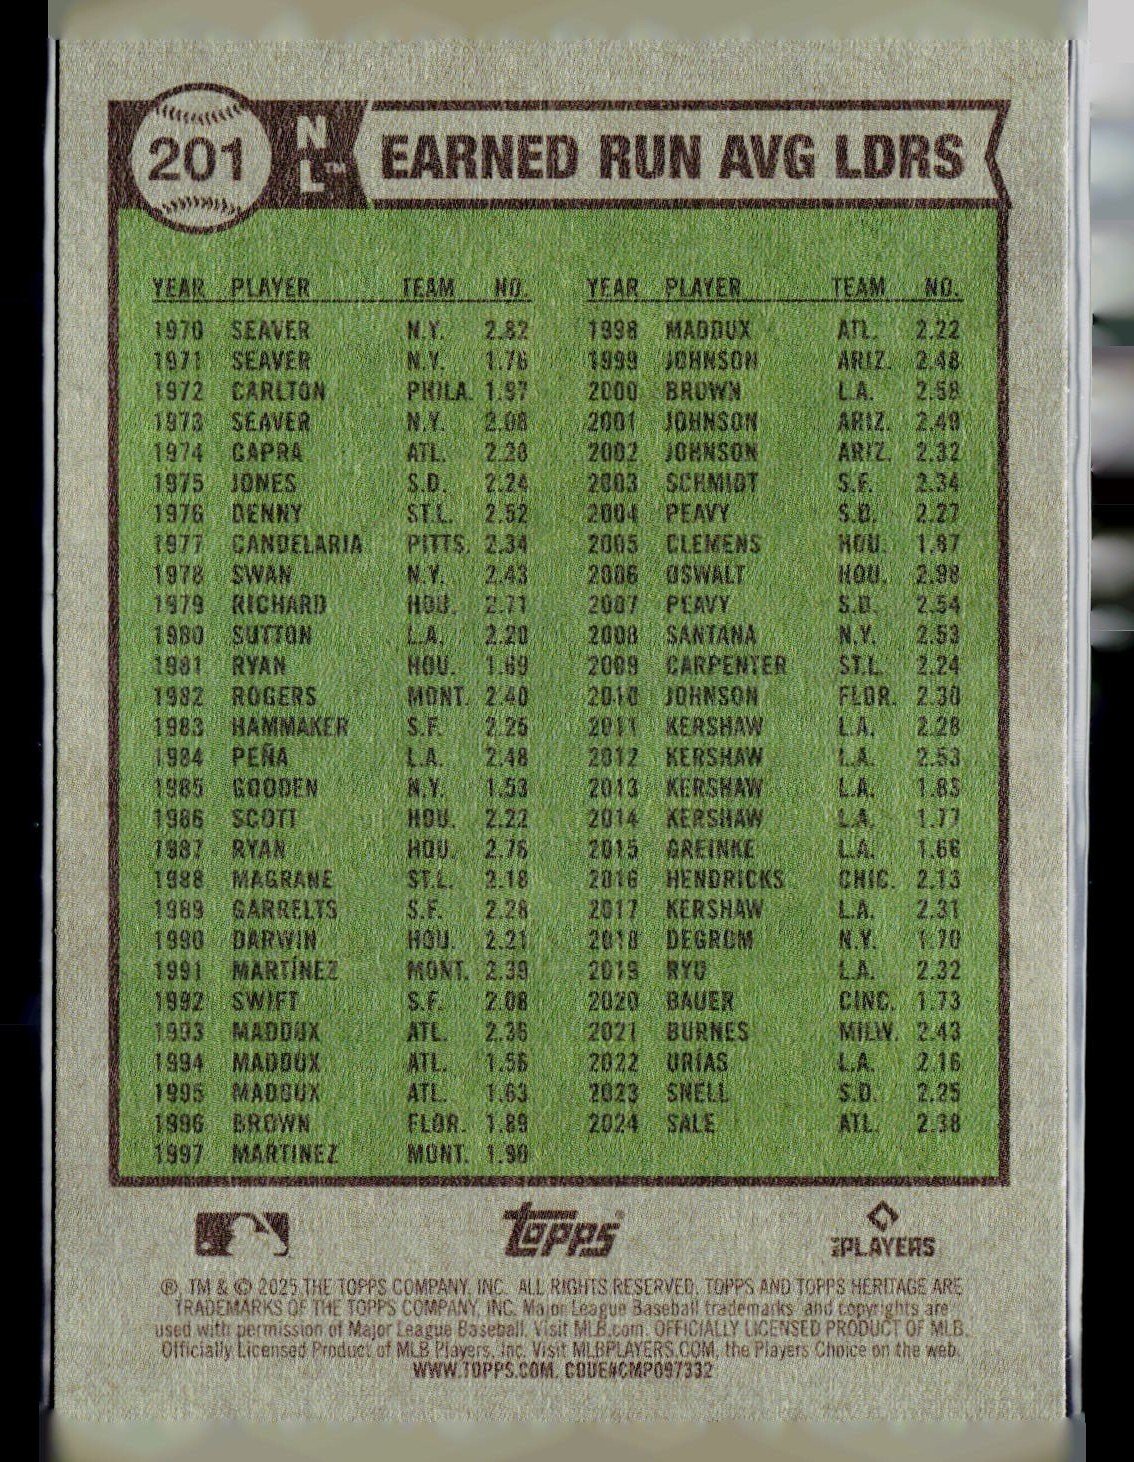 201 NL™ EARNED RUN AVG LDRS
YEAR PLAYER TEAM NO. YEAR PLAYER TEAM NO.
1970 SEAVER N.Y. 2.82 1998 MADDUX ATL. 2.22
1971 SEAVER N.Y. 1.76 1999 JOHNSON ARIZ. 2.48
1972 CARLTON PHILA. 1.97 2000 BROWN L.A. 2.58
1973 SEAVER N.Y. 2.08 2001 JOHNSON ARIZ. 2.49
1974 CAPRA ATL. 2.28 2002 JOHNSON ARIZ. 2.32
1975 JONES S.D. 2.24 2003 SCHMIDT S.F. 2.34
1976 DENNY ST.L. 2.52 2004 PEAVY S.D. 2.27
1977 CANDELARIA PITTS. 2.34 2005 CLEMENS HOU. 1.87
1978 SWAN N.Y. 2.43 2006 OSWALT HOU. 2.98
1979 RICHARD HOU. 2.71 2007 PEAVY S.D. 2.54
1980 SUTTON L.A. 2.20 2008 SANTANA N.Y. 2.53
1981 RYAN HOU. 1.69 2009 CARPENTER ST.L. 2.24
1982 ROGERS MONT. 2.40 2010 JOHNSON FLOR. 2.30
1983 HAMMAKER S.F. 2.25 2011 KERSHAW L.A. 2.28
1984 PEÑA L.A. 2.48 2012 KERSHAW L.A. 2.53
1985 GOODEN N.Y. 1.53 2013 KERSHAW L.A. 1.83
1986 SCOTT HOU. 2.22 2014 KERSHAW L.A. 1.77
1987 RYAN HOU. 2.76 2015 GREINKE L.A. 1.66
1988 MAGRANE ST.L. 2.18 2016 HENDRICKS CHIC. 2.13
1989 GARRELTS S.F. 2.28 2017 KERSHAW L.A. 2.31
1990 DARWIN HOU. 2.21 2018 DEGROM N.Y. 1.70
1991 MARTÍNEZ MONT. 2.39 2019 RYU L.A. 2.32
1992 SWIFT S.F. 2.08 2020 BAUER CINC. 1.73
1993 MADDUX ATL. 2.36 2021 BURNES MILW. 2.43
1994 MADDUX ATL. 1.56 2022 URÍAS L.A. 2.16
1995 MADDUX ATL. 1.63 2023 SNELL S.D. 2.25
1996 BROWN FLOR. 1.89 2024 SALE ATL. 2.38
1997 MARTÍNEZ MONT. 1.90
topps® PLAYERS
®, TM & © 2025 THE TOPPS COMPANY, INC. ALL RIGHTS RESERVED. TOPPS AND TOPPS HERITAGE ARE
TRADEMARKS OF THE TOPPS COMPANY, INC. Major League Baseball trademarks and copyrights are
used with permission of Major League Baseball. Visit MLB.com. OFFICIALLY LICENSED PRODUCT OF MLB
Officially Licensed Product of MLB Players, Inc. Visit MLBPLAYERS.COM, the Players Choice on the web.
WWW.TOPPS.COM. CODE#CMP097332